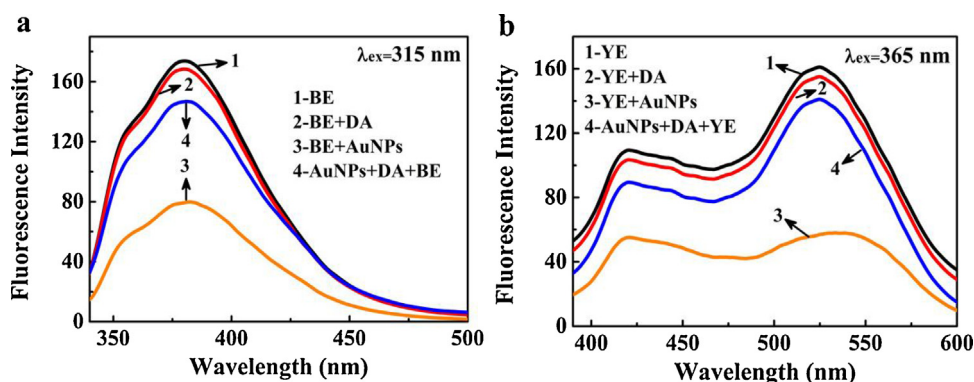 a
λex=315 nm
1
2
4
3
1-BE
2-BE+DA
3-BE+AuNPs
4-AuNPs+DA+BE
Fluorescence Intensity
160
120
80
40
0
350
400
450
500
Wavelength (nm)
b
λex=365 nm
1-YE
2-YE+DA
3-YE+AuNPs
4-AuNPs+DA+YE
1
2
4
3
Fluorescence Intensity
160
120
80
40
0
400
450
500
550
600
Wavelength (nm)